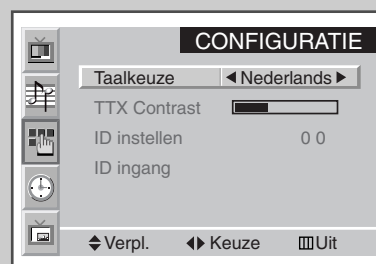 CONFIGURATIE
Taalkeuze ◄ Nederlands ►
TTX Contrast
ID instellen 0 0
ID ingang
Verpl. Keuze Uit